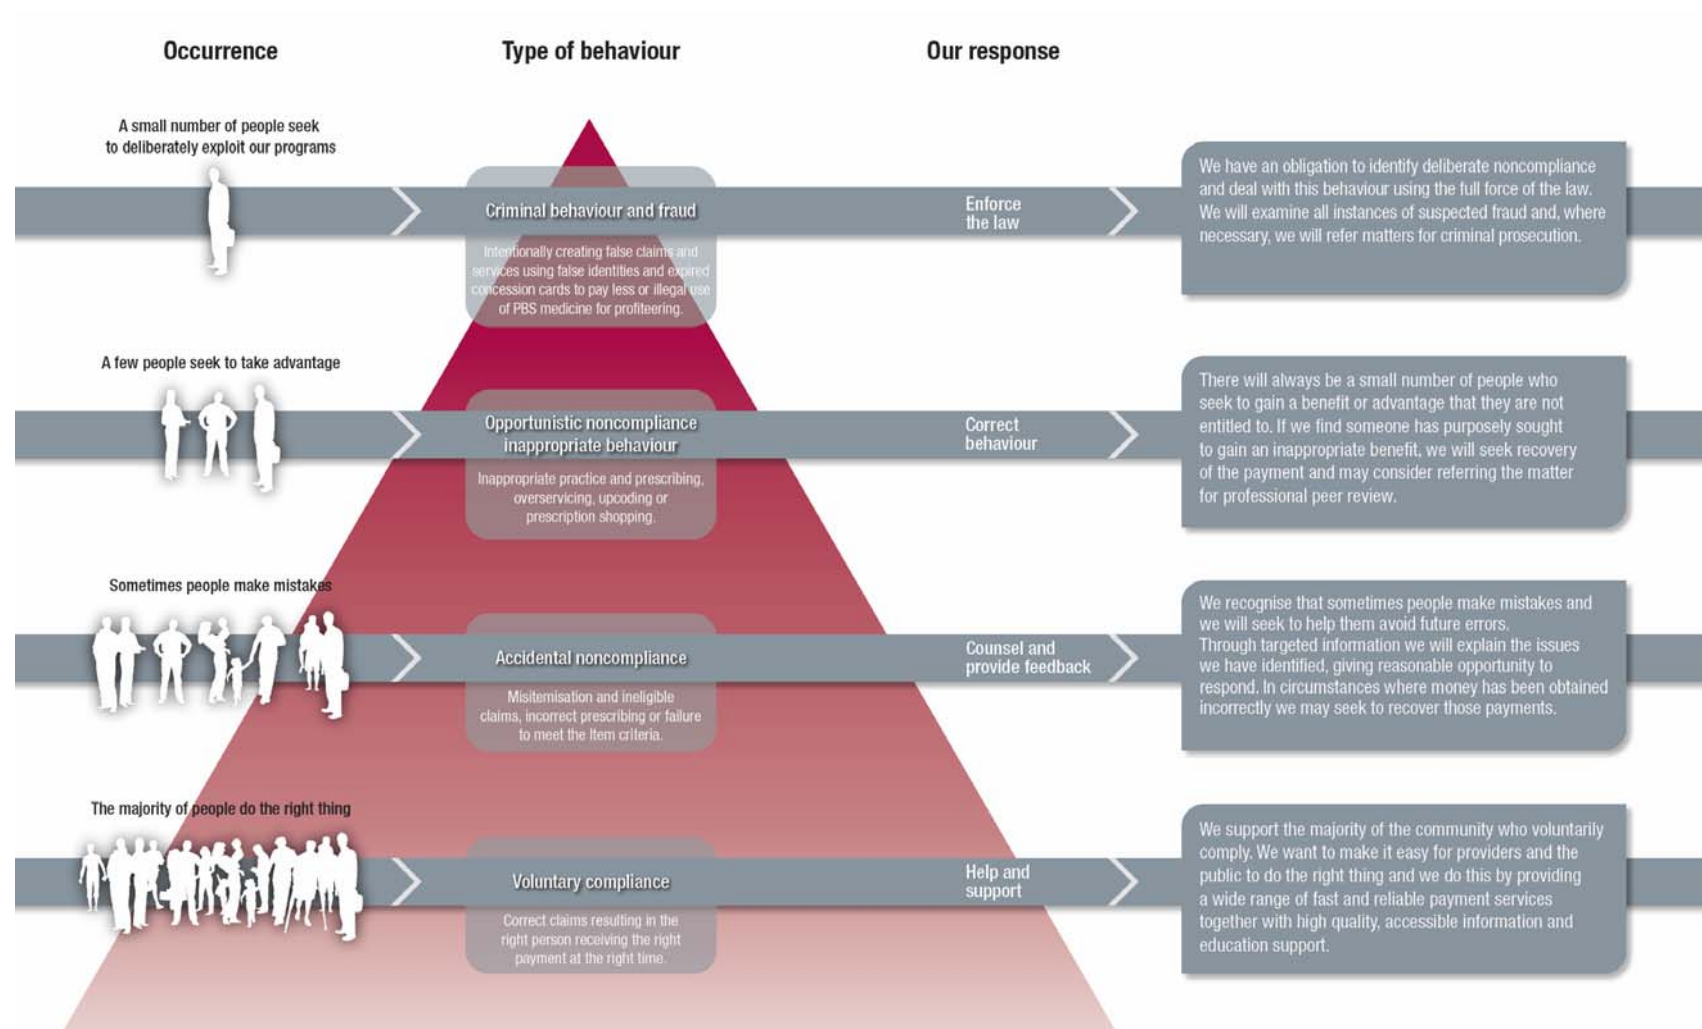 Occurrence
Type of behaviour
Our response
A small number of people seek
to deliberately exploit our programs
Criminal behaviour and fraud
Intentionally creating false claims and
services using false identities and expired
concession cards to pay less or illegal use
of PBS medicine for profiteering.
Enforce
the law
We have an obligation to identify deliberate noncompliance
and deal with this behaviour using the full force of the law.
We will examine all instances of suspected fraud and, where
necessary, we will refer matters for criminal prosecution.
A few people seek to take advantage
Opportunistic noncompliance
inappropriate behaviour
Inappropriate practice and prescribing,
overservicing, upcoding or
prescription shopping.
Correct
behaviour
There will always be a small number of people who
seek to gain a benefit or advantage that they are not
entitled to. If we find someone has purposely sought
to gain an inappropriate benefit, we will seek recovery
of the payment and may consider referring the matter
for professional peer review.
Sometimes people make mistakes
Accidental noncompliance
Misitemisation and ineligible
claims, incorrect prescribing or failure
to meet the Item criteria.
Counsel and
provide feedback
We recognise that sometimes people make mistakes and
we will seek to help them avoid future errors.
Through targeted information we will explain the issues
we have identified, giving reasonable opportunity to
respond. In circumstances where money has been obtained
incorrectly we may seek to recover those payments.
The majority of people do the right thing
Voluntary compliance
Correct claims resulting in the
right person receiving the right
payment at the right time.
Help and
support
We support the majority of the community who voluntarily
comply. We want to make it easy for providers and the
public to do the right thing and we do this by providing
a wide range of fast and reliable payment services
together with high quality, accessible information and
education support.